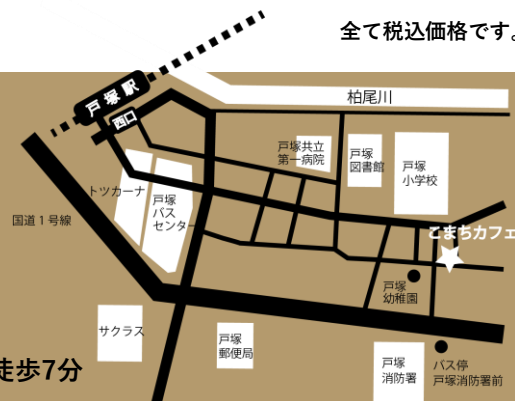 全て税込価格です。
戸塚駅
西口
柏尾川
戸塚共立
第一病院
戸塚
図書館
戸塚
小学校
トツカーナ
戸塚
バス
センター
国道1号線
こまちカフェ
戸塚
幼稚園
サクラス
戸塚
郵便局
徒歩7分
戸塚
消防署
バス停
戸塚消防署前